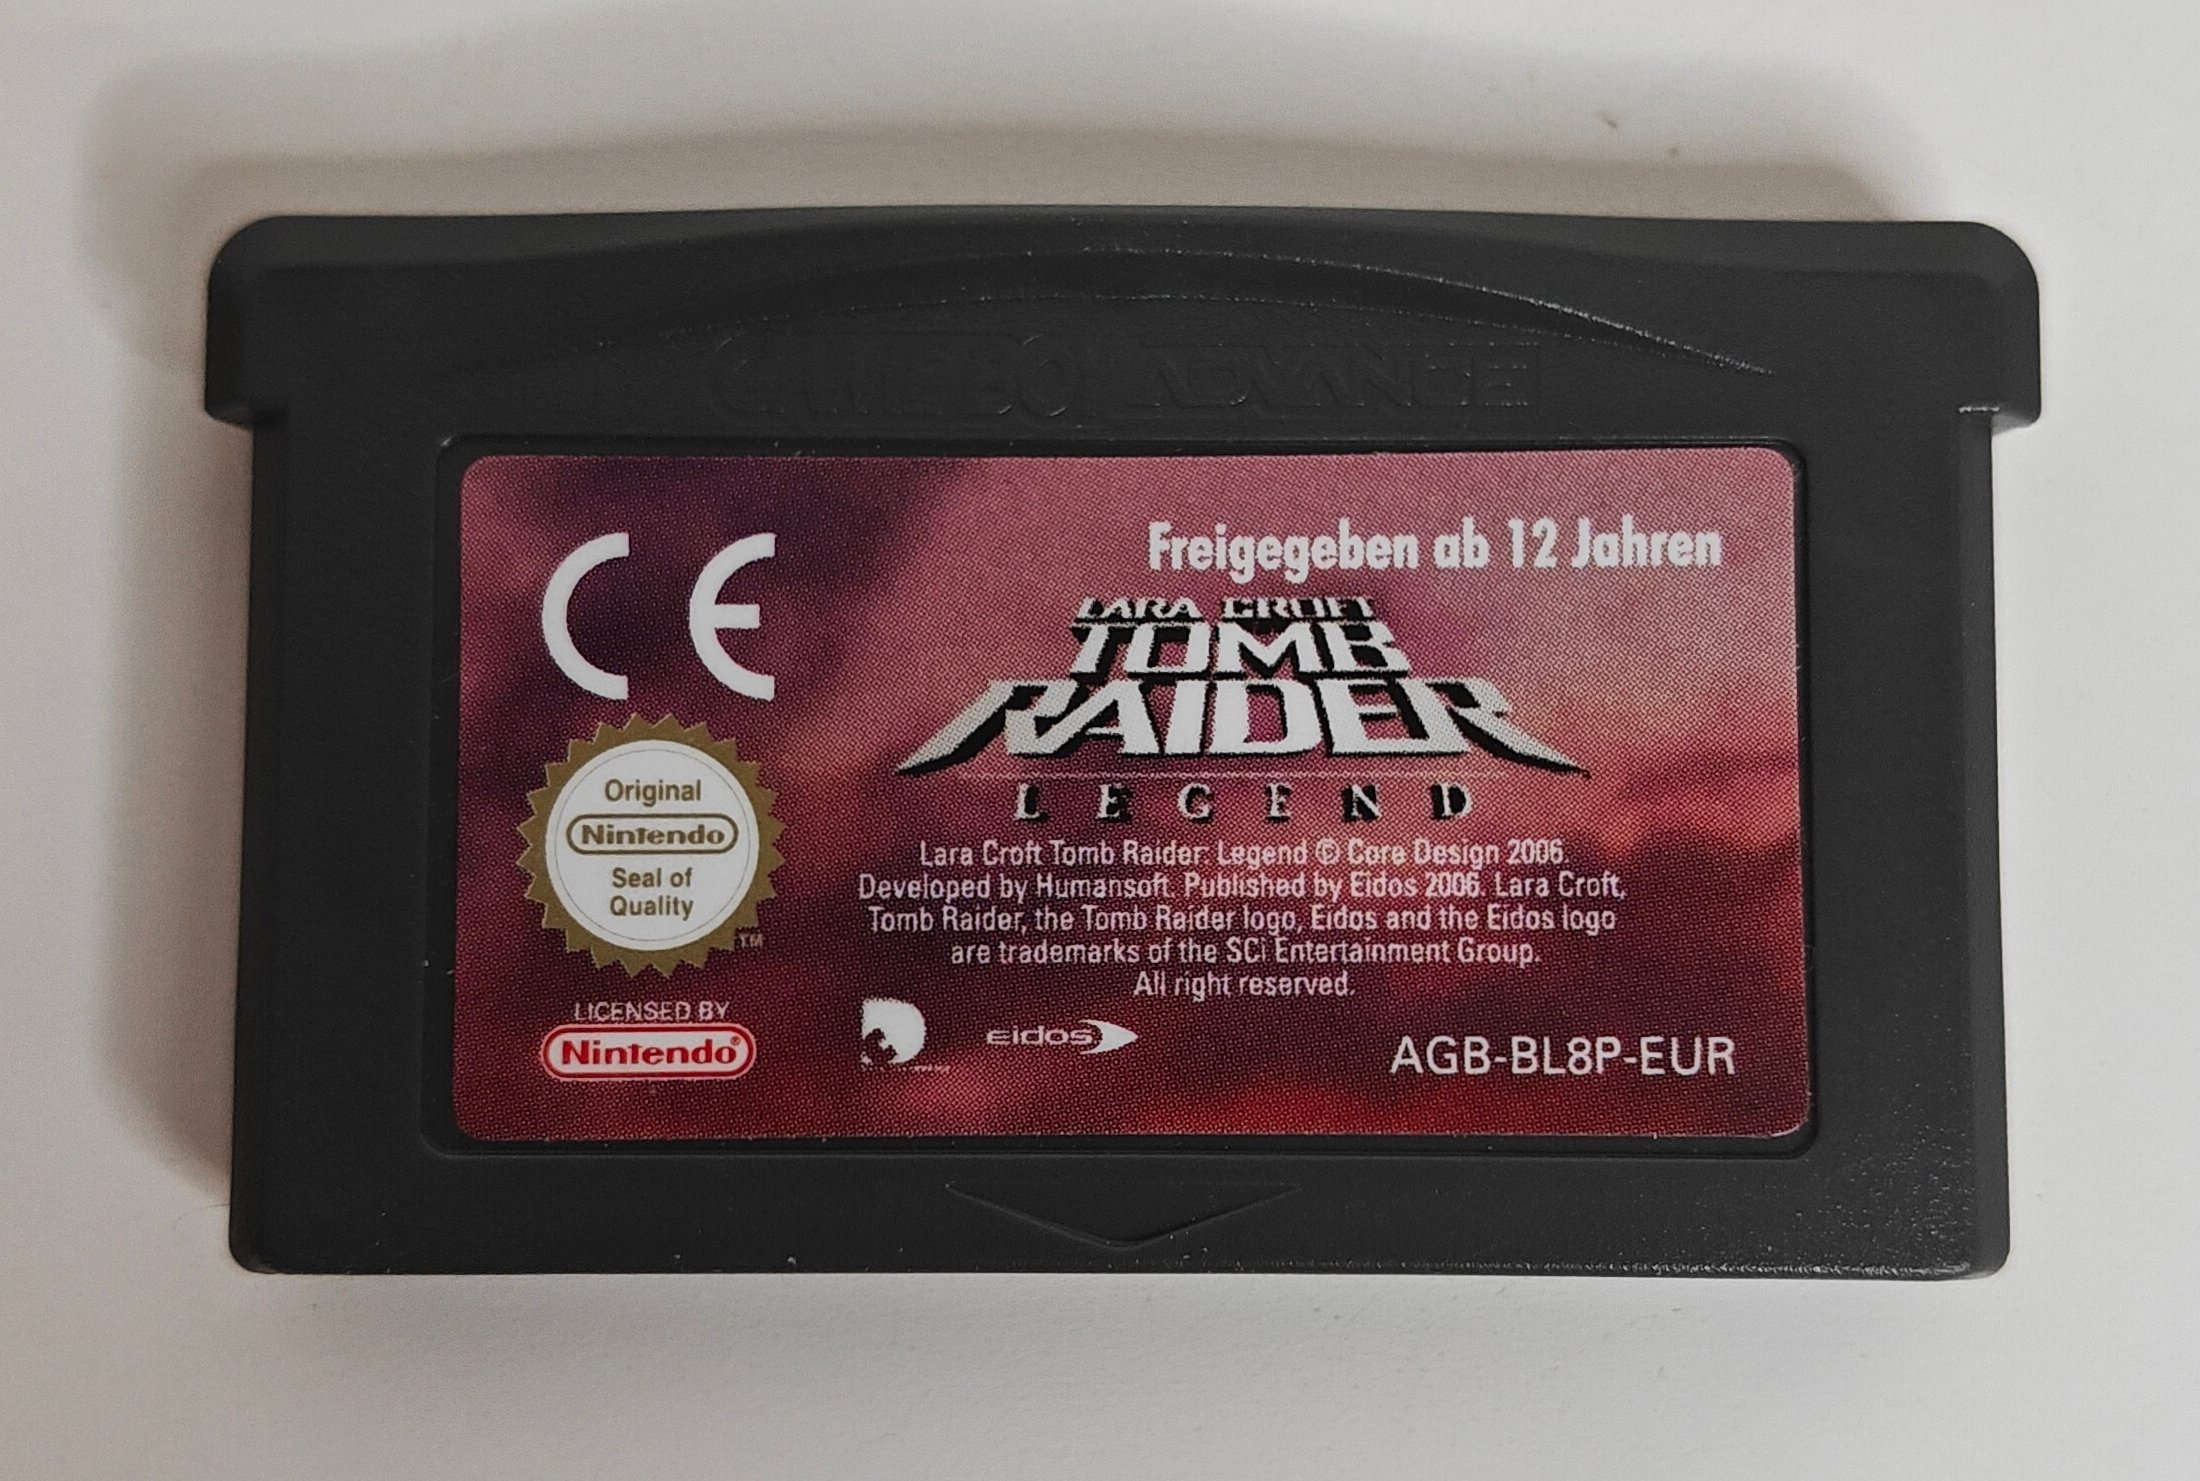 GAME BOY ADVANCE
CE
Freigegeben ab 12 Jahren
LARA CROFT
TOMB
RAIDER
LEGEND
Original
Nintendo
Seal of
Quality
TM
Lara Croft Tomb Raider: Legend © Core Design 2006.
Developed by Humansoft. Published by Eidos 2006. Lara Croft,
Tomb Raider, the Tomb Raider logo, Eidos and the Eidos logo
are trademarks of the SCi Entertainment Group.
All right reserved.
LICENSED BY
Nintendo®
eidos
AGB-BL8P-EUR